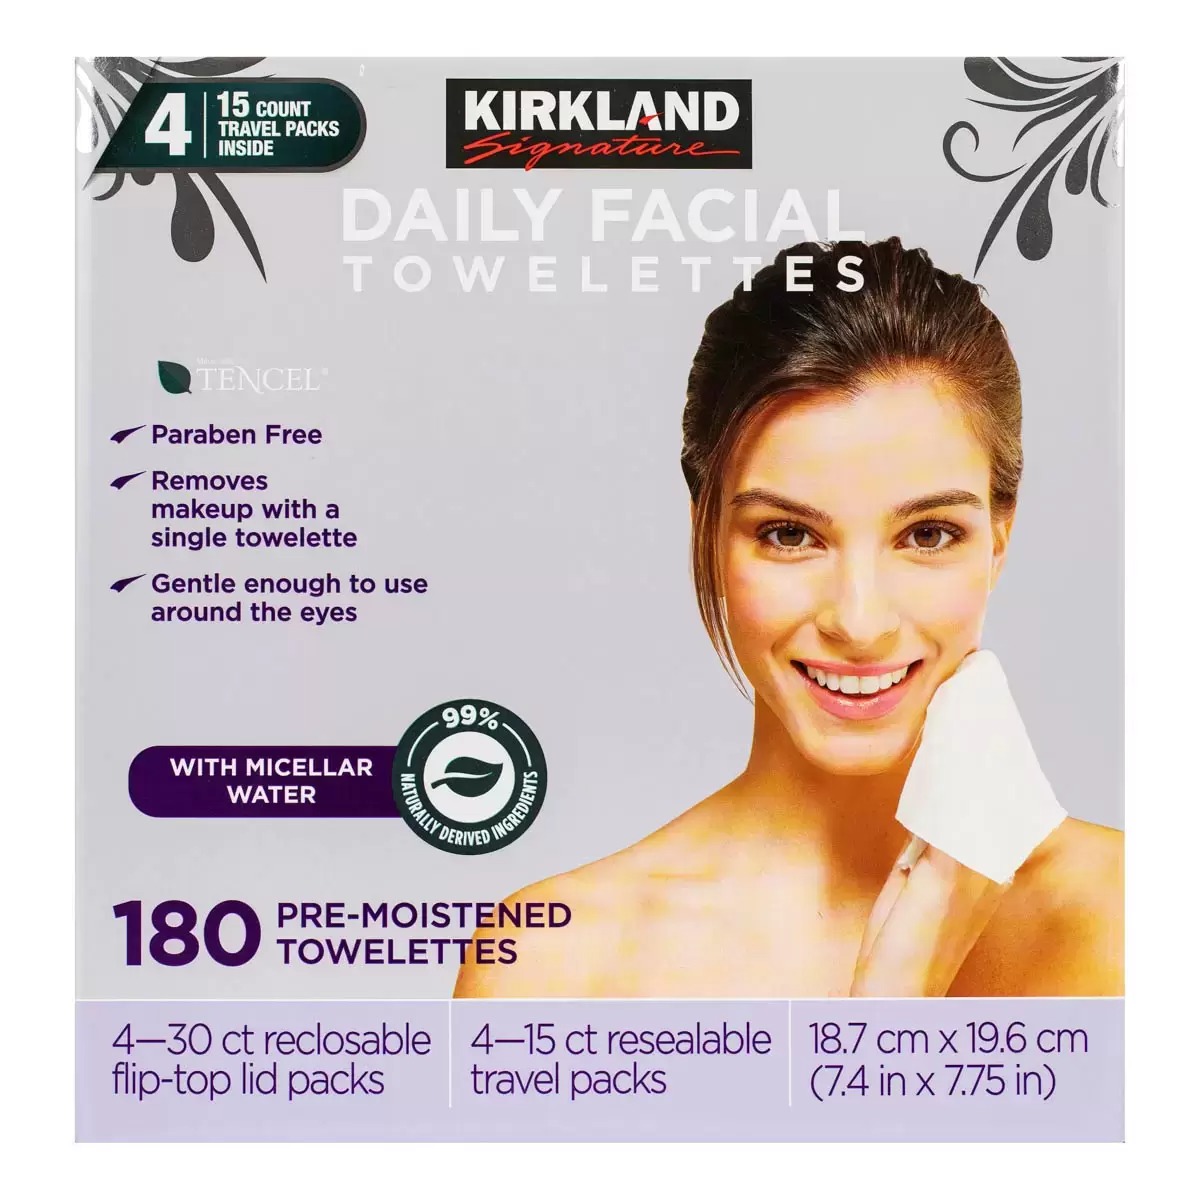 4
15 COUNT
TRAVEL PACKS
INSIDE
KIRKLAND
Signature
DAILY FACIAL
TOWELETTES
TENCEL®
Paraben Free
Removes
makeup with a
single towelette
Gentle enough to use
around the eyes
WITH MICELLAR
WATER
99%
NATURALLY DERIVED INGREDIENTS
180
PRE-MOISTENED
TOWELETTES
4—30 ct reclosable
flip-top lid packs
4—15 ct resealable
travel packs
18.7 cm x 19.6 cm
(7.4 in x 7.75 in)